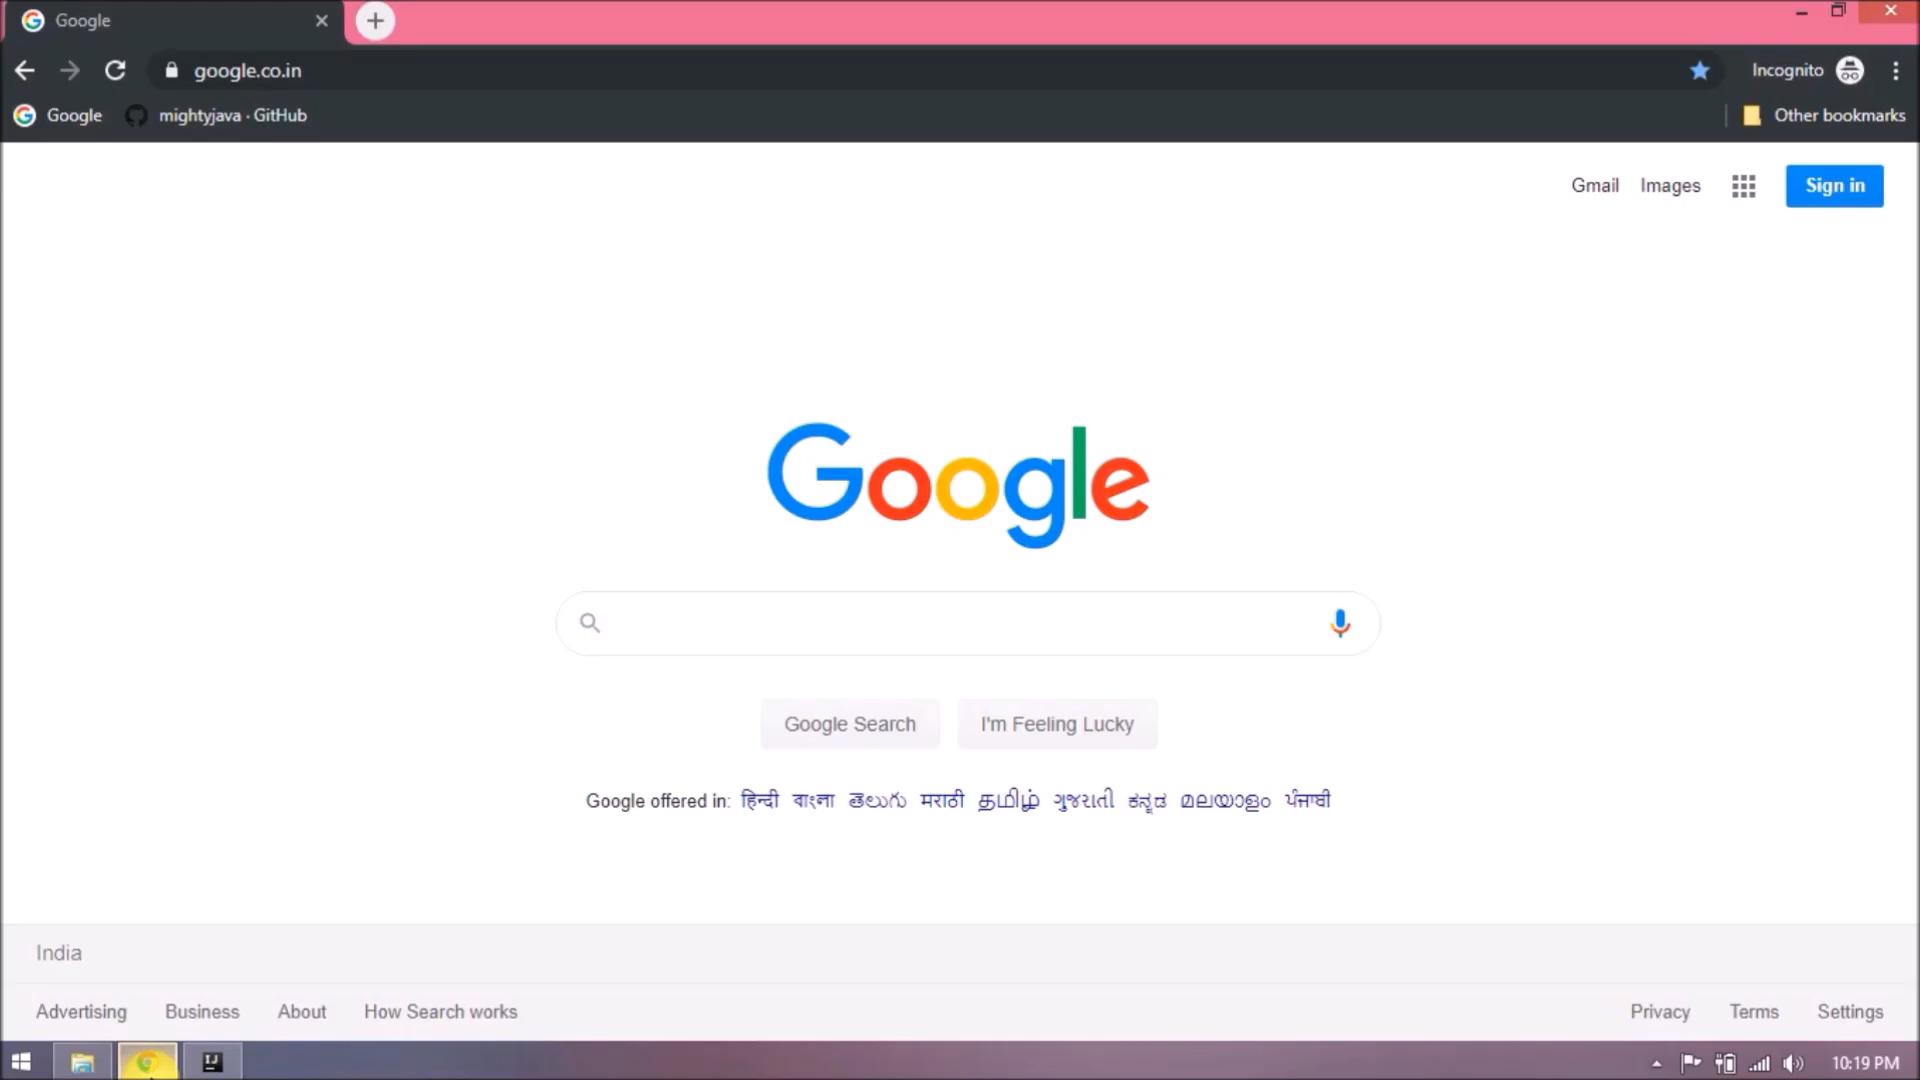 Google
google.co.in
Incognito
Google
mightyjava · GitHub
Other bookmarks
Gmail
Images
Sign in
Google
Google Search
I'm Feeling Lucky
Google offered in: हिन्दी বাংলা తెలుగు मराठी தமிழ் ગુજરાતી ಕನ್ನಡ മലയാളം ਪੰਜਾਬੀ
India
Advertising
Business
About
How Search works
Privacy
Terms
Settings
IJ
10:19 PM